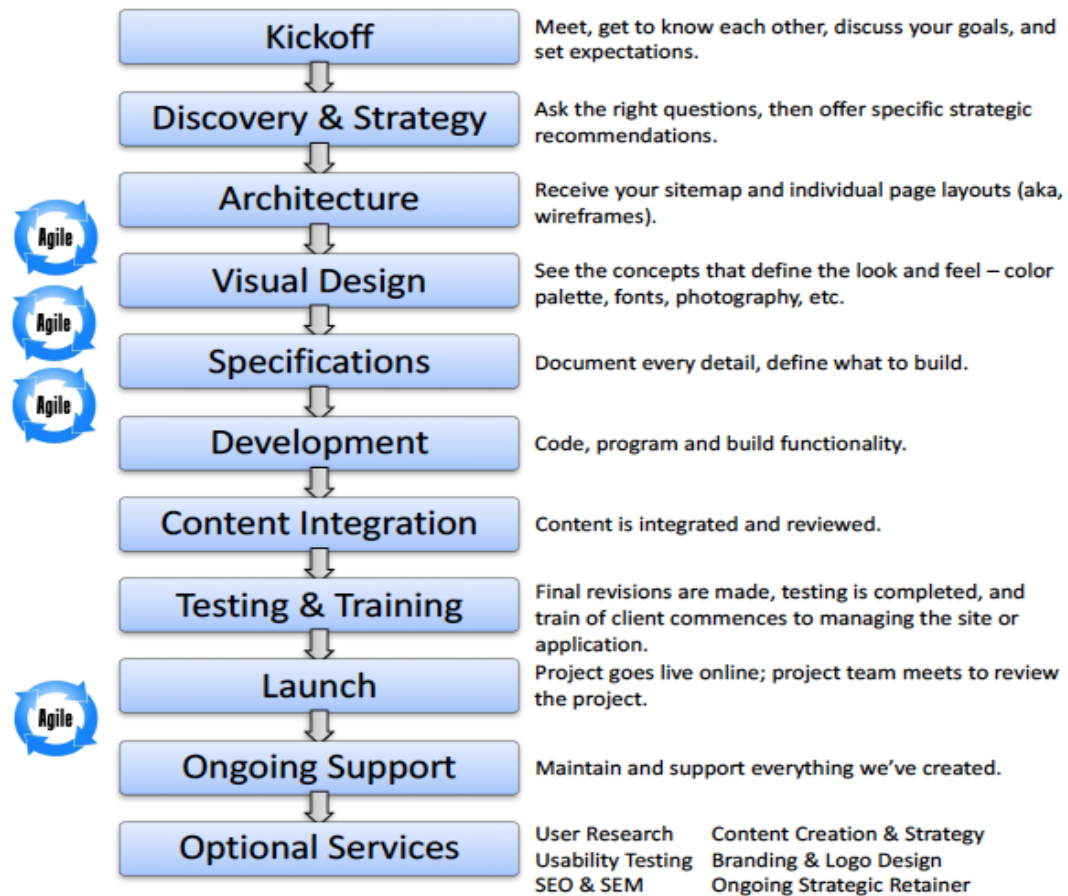 Kickoff
Meet, get to know each other, discuss your goals, and
set expectations.
Discovery & Strategy
Ask the right questions, then offer specific strategic
recommendations.
Architecture
Receive your sitemap and individual page layouts (aka,
wireframes).
Agile
Visual Design
See the concepts that define the look and feel – color
palette, fonts, photography, etc.
Agile
Specifications
Document every detail, define what to build.
Agile
Development
Code, program and build functionality.
Content Integration
Content is integrated and reviewed.
Testing & Training
Final revisions are made, testing is completed, and
train of client commences to managing the site or
application.
Launch
Project goes live online; project team meets to review
the project.
Agile
Ongoing Support
Maintain and support everything we've created.
Optional Services
User Research Content Creation & Strategy
Usability Testing Branding & Logo Design
SEO & SEM Ongoing Strategic Retainer